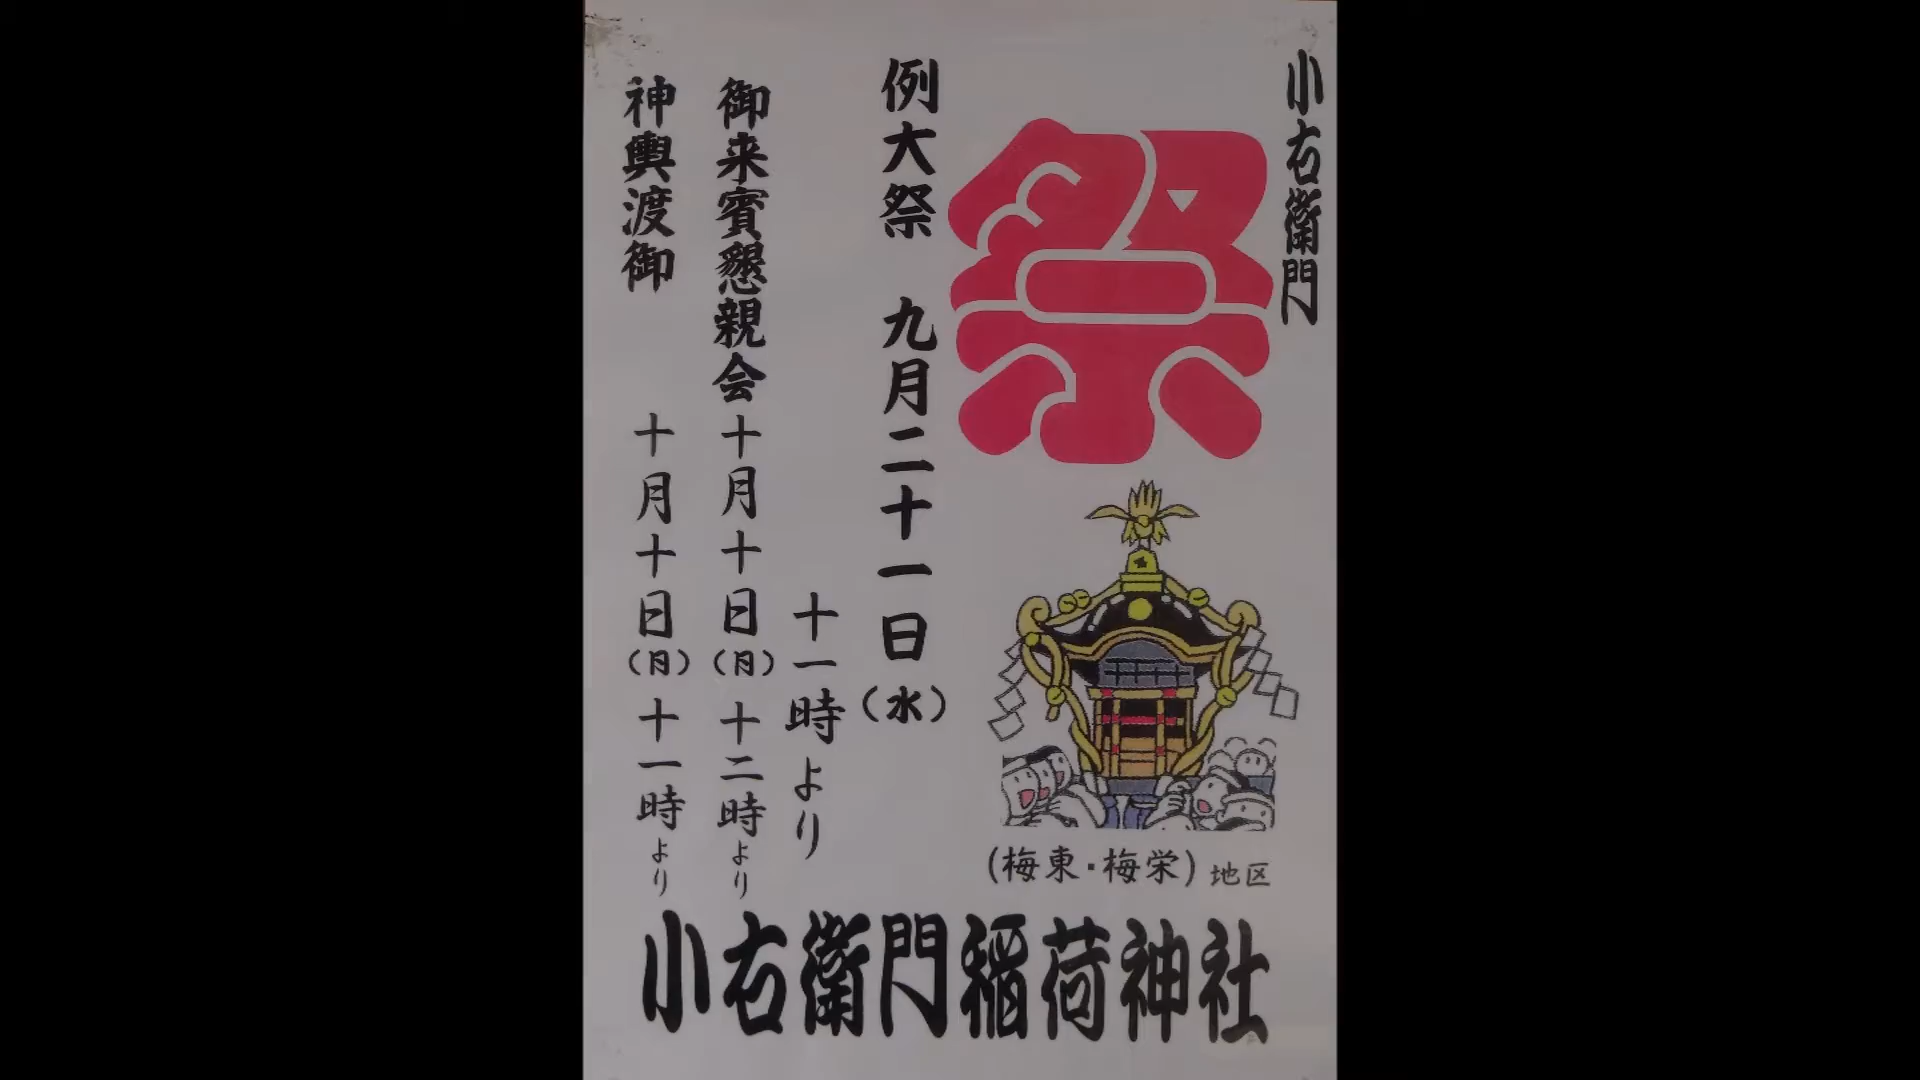 小右衛門
祭
例大祭 九月二十一日(水)
十一時より
御来賓懇親会 十月十日(月) 十二時より
神輿渡御 十月十日(月) 十一時より
(梅東・梅栄)地区
小右衛門稲荷神社